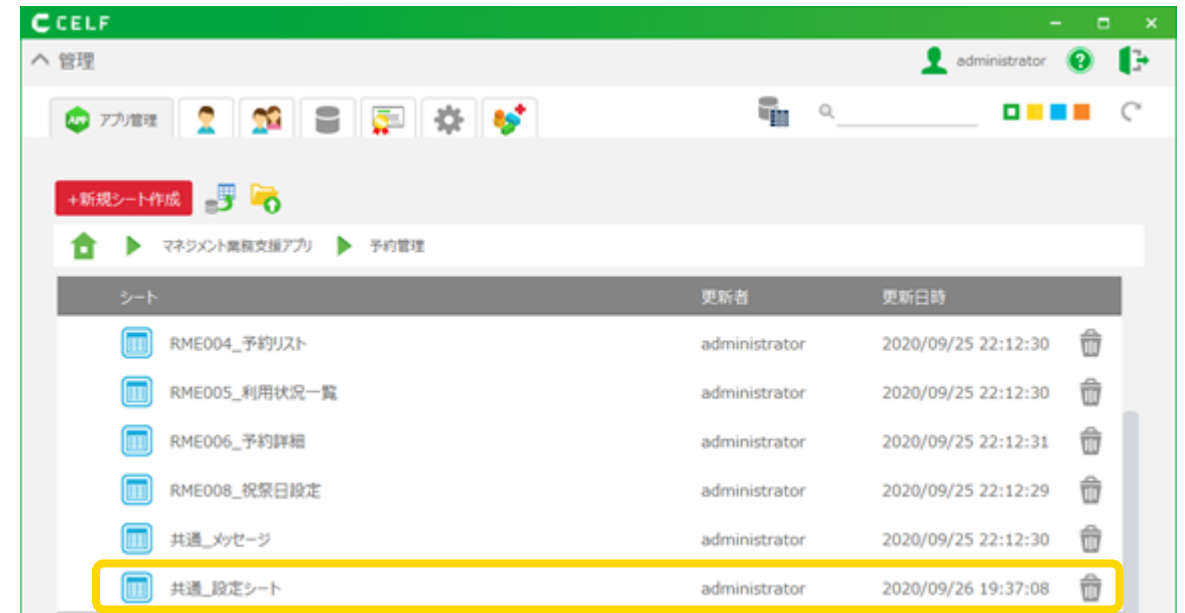 CELF
管理 administrator
アプリ管理
+新規シート作成
マネジメント業務支援アプリ 予約管理
シート 更新者 更新日時
RME004_予約リスト administrator 2020/09/25 22:12:30
RME005_利用状況一覧 administrator 2020/09/25 22:12:30
RME006_予約詳細 administrator 2020/09/25 22:12:31
RME008_祝祭日設定 administrator 2020/09/25 22:12:29
共通_メッセージ administrator 2020/09/25 22:12:30
共通_設定シート administrator 2020/09/26 19:37:08